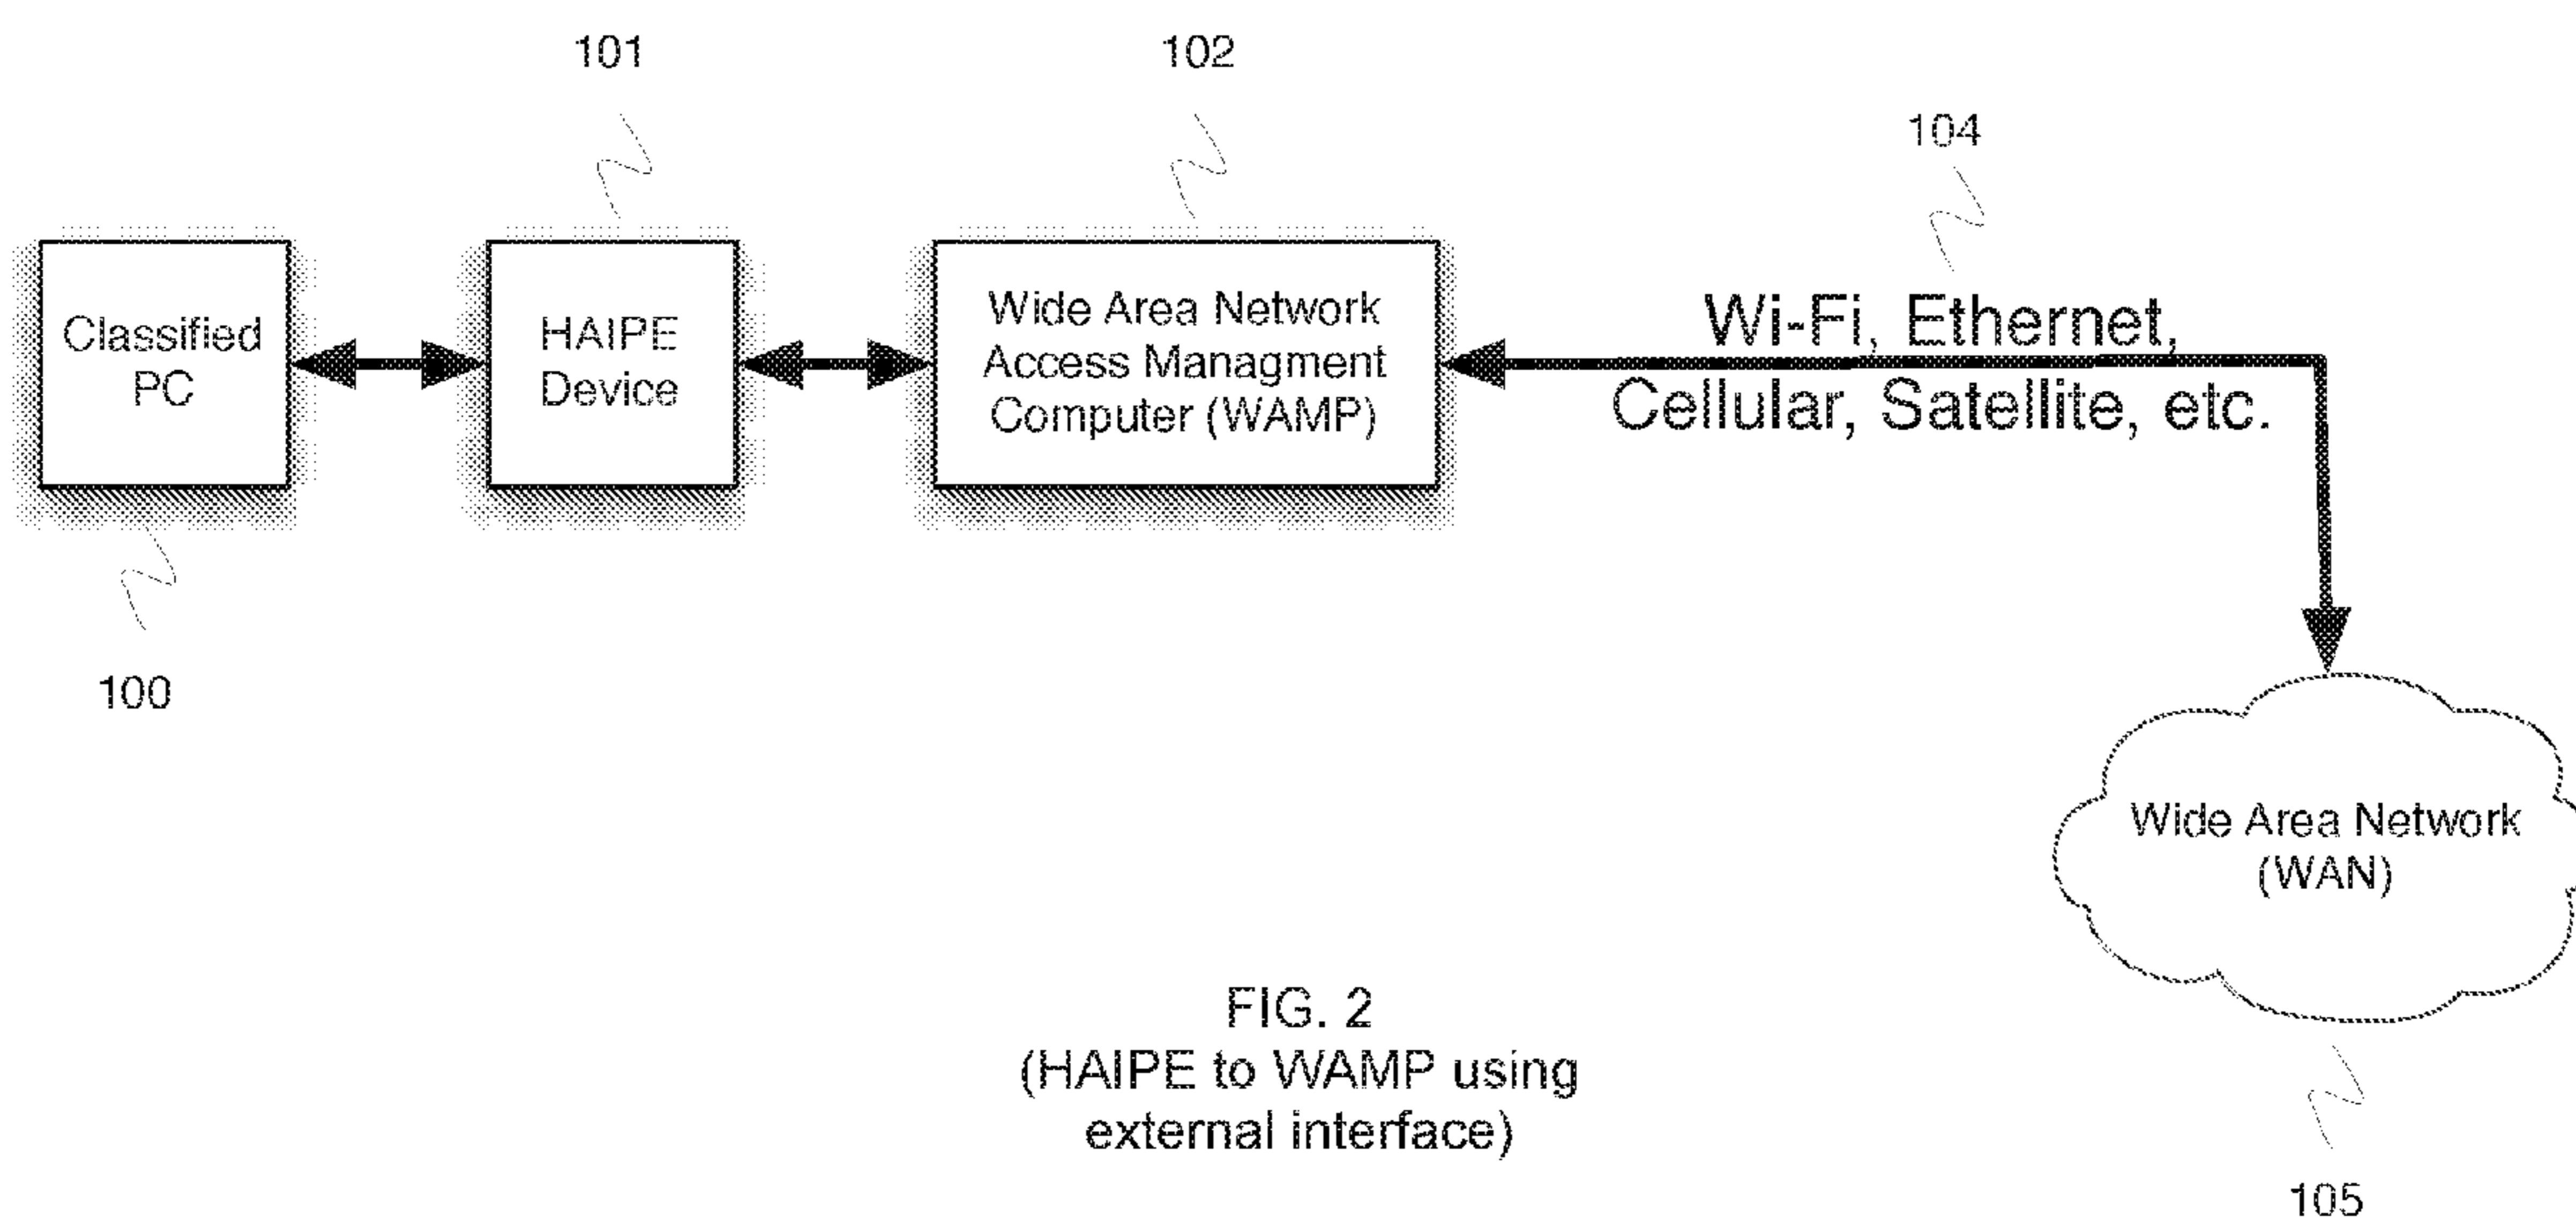 101
102
104
Classified
PC
HAIPE
Device
Wide Area Network
Access Managment
Computer (WAMP)
Wi-Fi, Ethernet,
Cellular, Satellite, etc.
100
Wide Area Network
(WAN)
FIG. 2
(HAIPE to WAMP using
external interface)
105